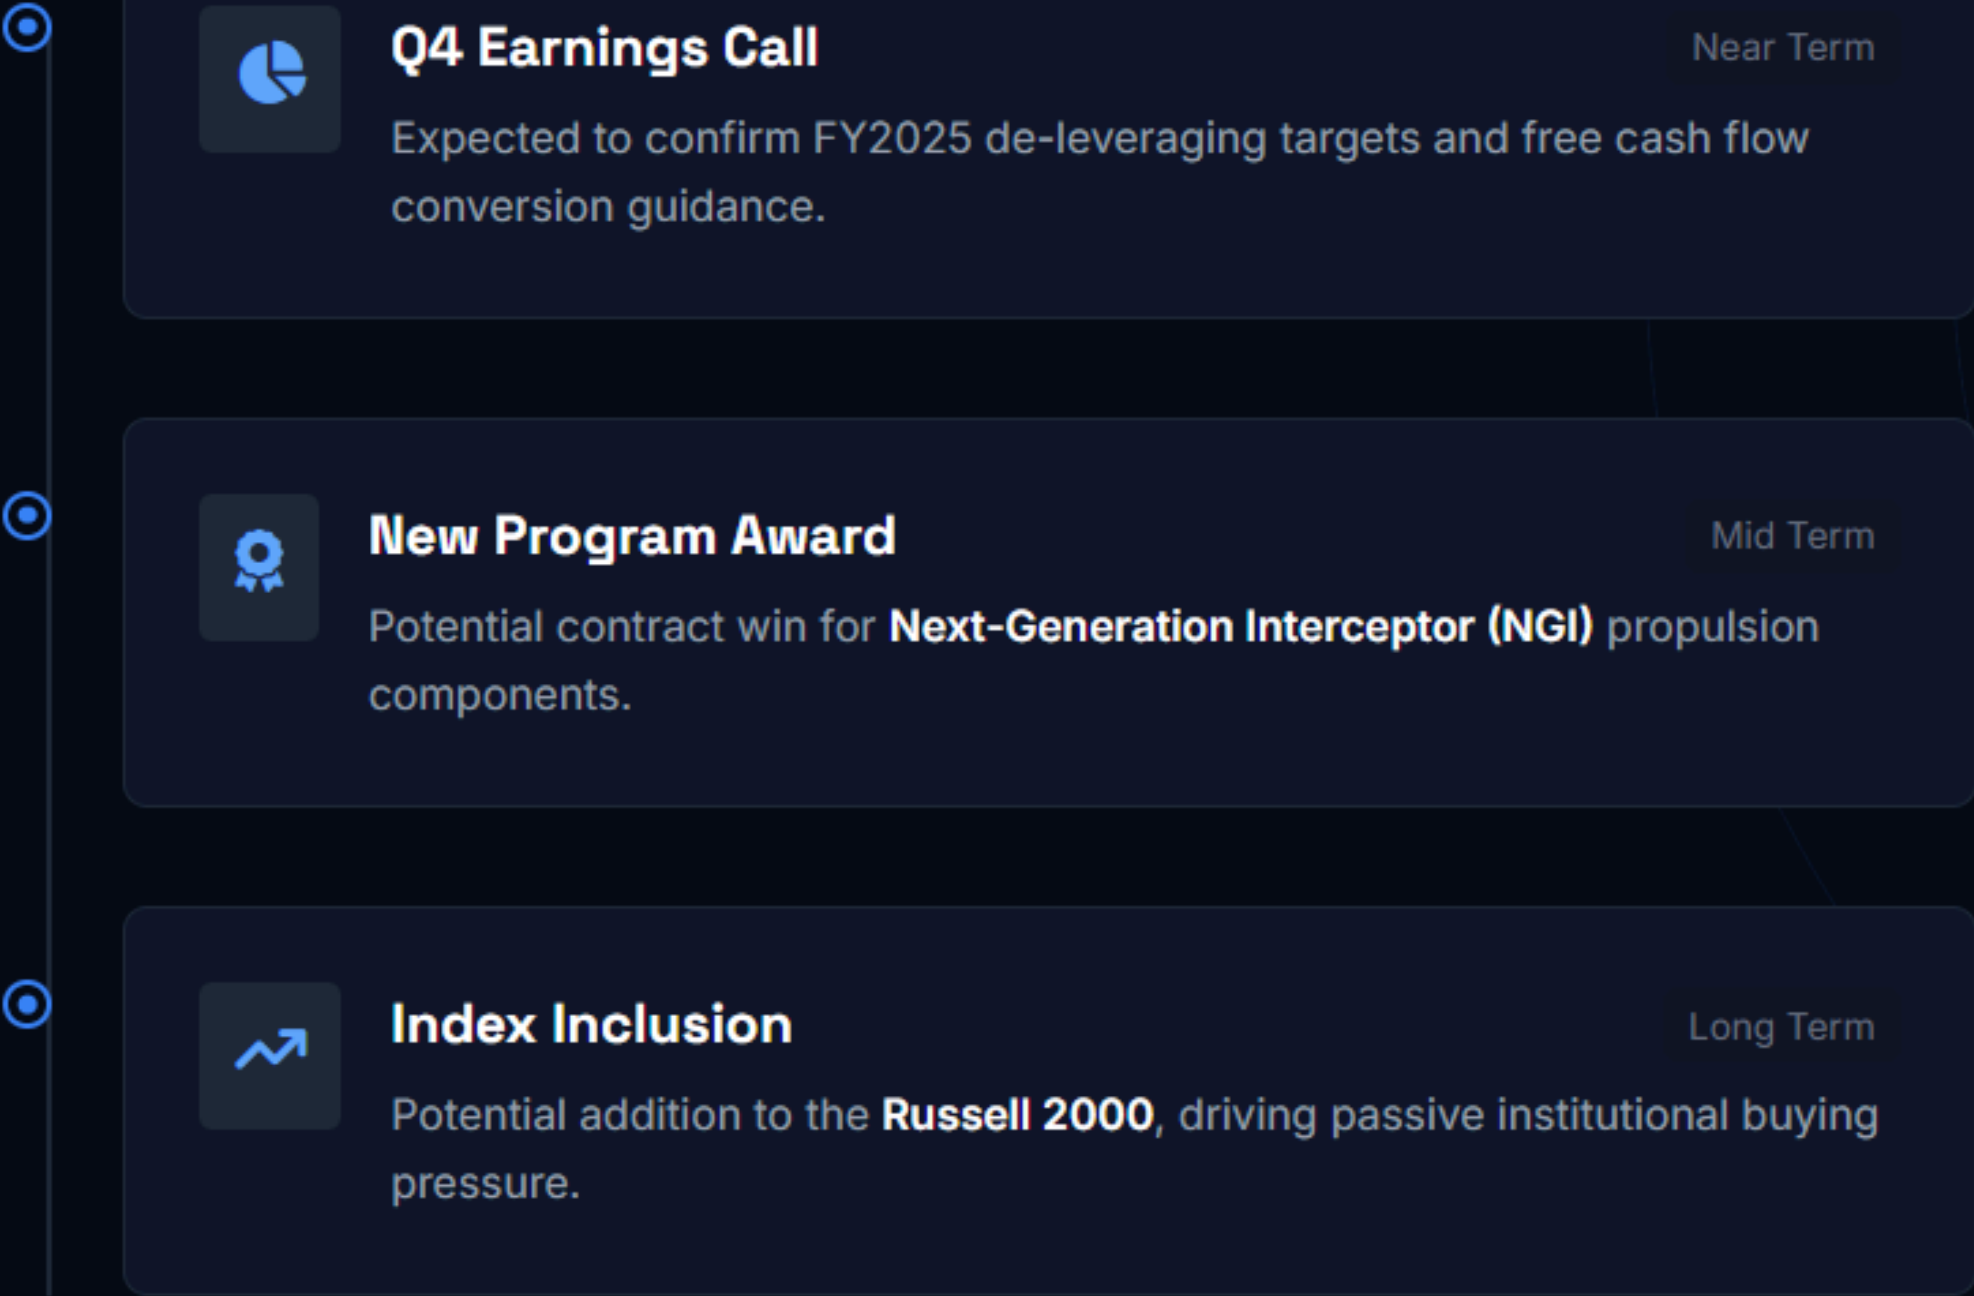 Q4 Earnings Call
Near Term
Expected to confirm FY2025 de-leveraging targets and free cash flow
conversion guidance.
New Program Award
Mid Term
Potential contract win for Next-Generation Interceptor (NGI) propulsion
components.
Index Inclusion
Long Term
Potential addition to the Russell 2000, driving passive institutional buying
pressure.